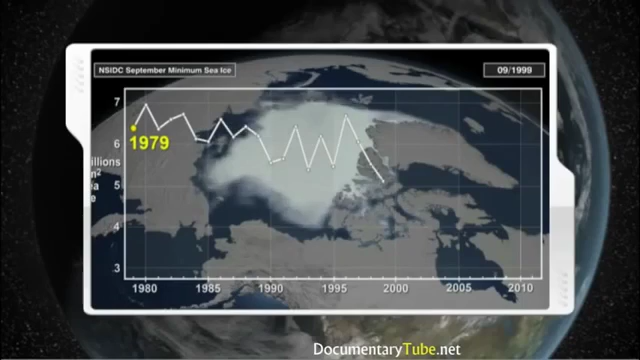 NSIDC September Minimum Sea Ice
09/1999
7
1979
6
5
4
3
1980 1985 1990 1995 2000 2005 2010
DocumentaryTube.net